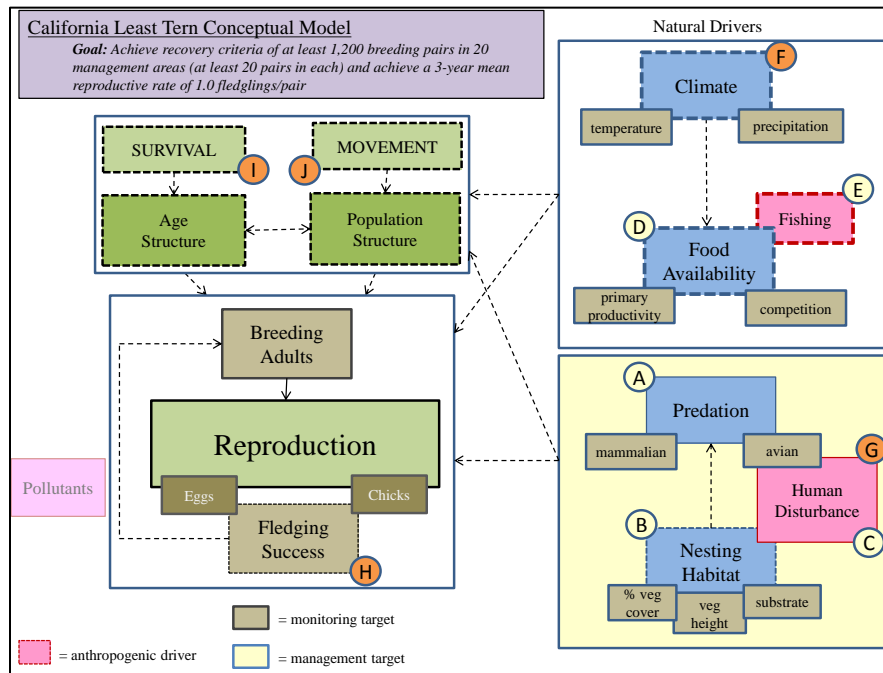 California Least Tern Conceptual Model
Goal: Achieve recovery criteria of at least 1,200 breeding pairs in 20
management areas (at least 20 pairs in each) and achieve a 3-year mean
reproductive rate of 1.0 fledglings/pair
Natural Drivers
F
Climate
temperature
precipitation
E
Fishing
D
Food
Availability
primary
productivity
competition
SURVIVAL
I
MOVEMENT
J
Age
Structure
Population
Structure
Breeding
Adults
Reproduction
Eggs
Chicks
Fledging
Success
H
Pollutants
A
Predation
mammalian
avian
G
Human
Disturbance
C
B
Nesting
Habitat
% veg
cover
veg
height
substrate
= monitoring target
= anthropogenic driver
= management target